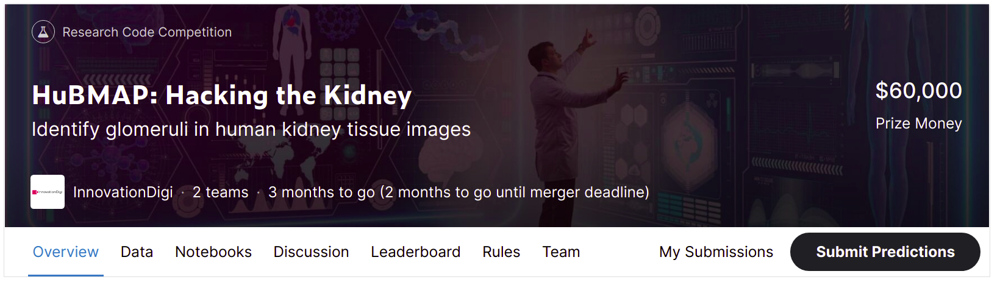 Research Code Competition
HuBMAP: Hacking the Kidney
Identify glomeruli in human kidney tissue images
$60,000
Prize Money
InnovationDigi
InnovationDigi · 2 teams · 3 months to go (2 months to go until merger deadline)
Overview Data Notebooks Discussion Leaderboard Rules Team My Submissions Submit Predictions